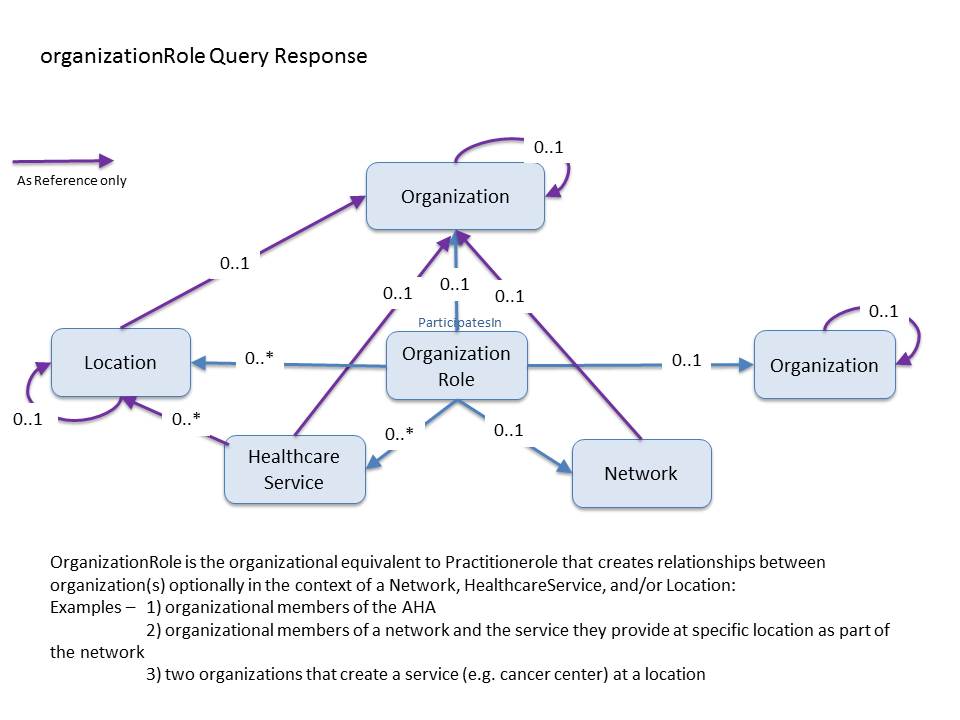 organizationRole Query Response
0..1
As Reference only
Organization
0..1
0..1
0..1
0..1
0..1
ParticipatesIn
Location
0..*
Organization
Role
0..1
Organization
0..1
0..*
0..*
0..1
Healthcare
Service
Network
OrganizationRole is the organizational equivalent to Practitionerole that creates relationships between
organization(s) optionally in the context of a Network, HealthcareService, and/or Location:
Examples – 1) organizational members of the AHA
2) organizational members of a network and the service they provide at specific location as part of
the network
3) two organizations that create a service (e.g. cancer center) at a location